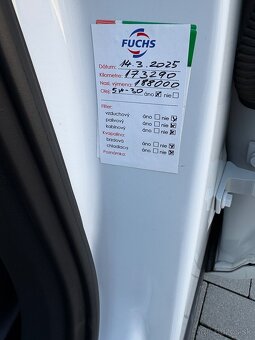 FUCHS
Dátum: 14.3.2025
Kilometre: 173290
Nasl. výmena: 188000
Olej: 5W-30 áno ☒ nie ☐
Filter:
vzduchový áno ☐ nie ☒
palivový áno ☐ nie ☒
kabínový áno ☐ nie ☒
Kvapalina:
brzdová áno ☐ nie ☒
chladiaca áno ☐ nie ☒
Poznámka: